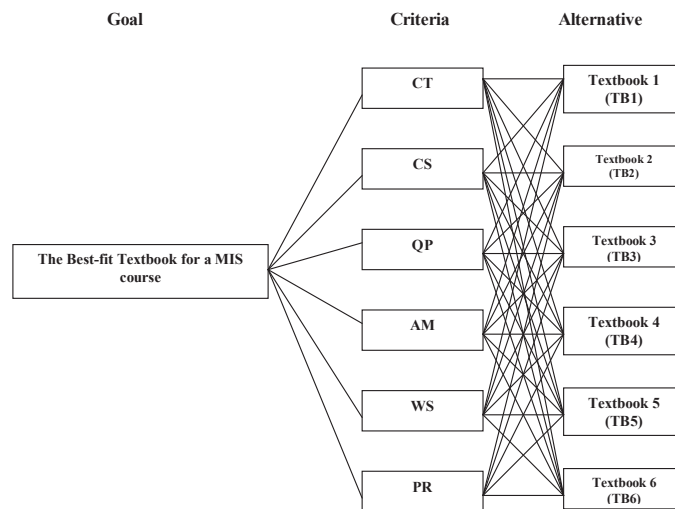 Goal
Criteria
Alternative
The Best-fit Textbook for a MIS
course
CT
CS
QP
AM
WS
PR
Textbook 1
(TB1)
Textbook 2
(TB2)
Textbook 3
(TB3)
Textbook 4
(TB4)
Textbook 5
(TB5)
Textbook 6
(TB6)